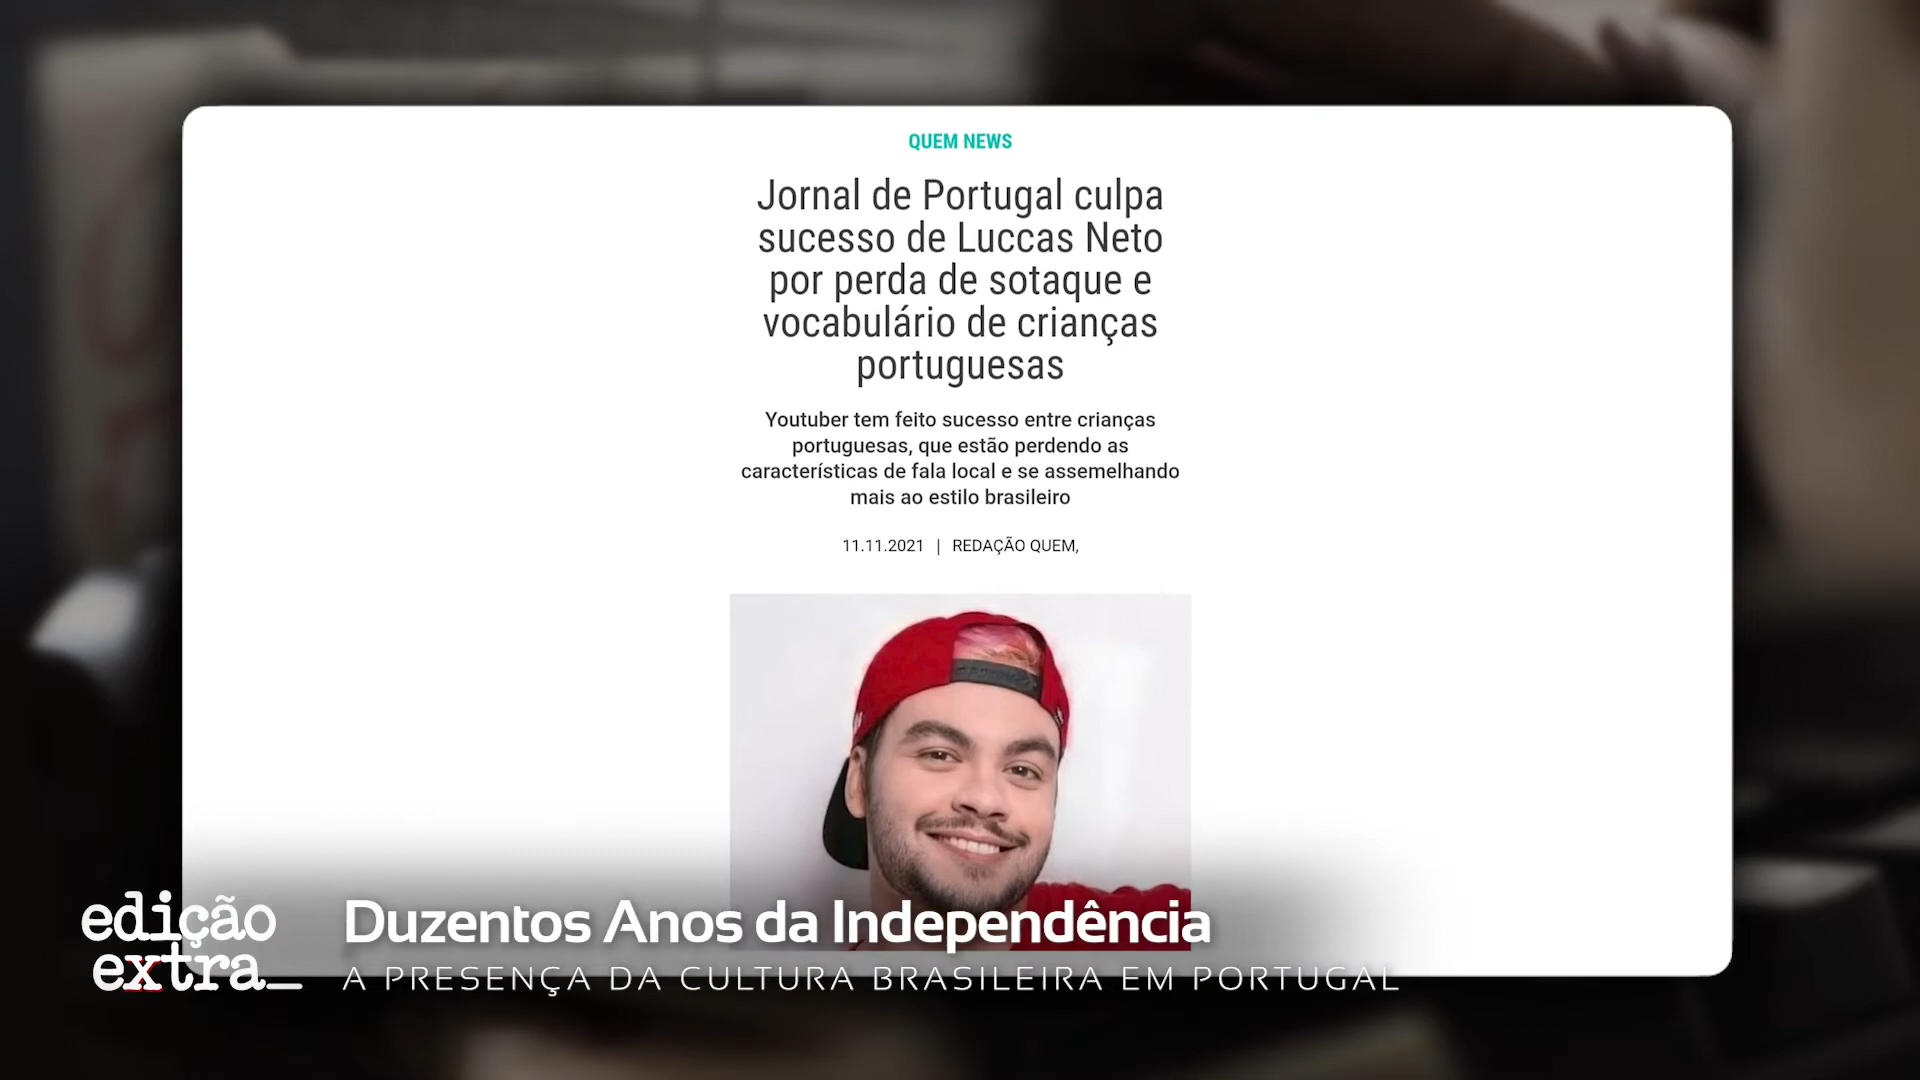 QUEM NEWS
Jornal de Portugal culpa
sucesso de Luccas Neto
por perda de sotaque e
vocabulário de crianças
portuguesas
Youtuber tem feito sucesso entre crianças
portuguesas, que estão perdendo as
características de fala local e se assemelhando
mais ao estilo brasileiro
11.11.2021 | REDAÇÃO QUEM,
edição
extra_
Duzentos Anos da Independência
A PRESENÇA DA CULTURA BRASILEIRA EM PORTUGAL